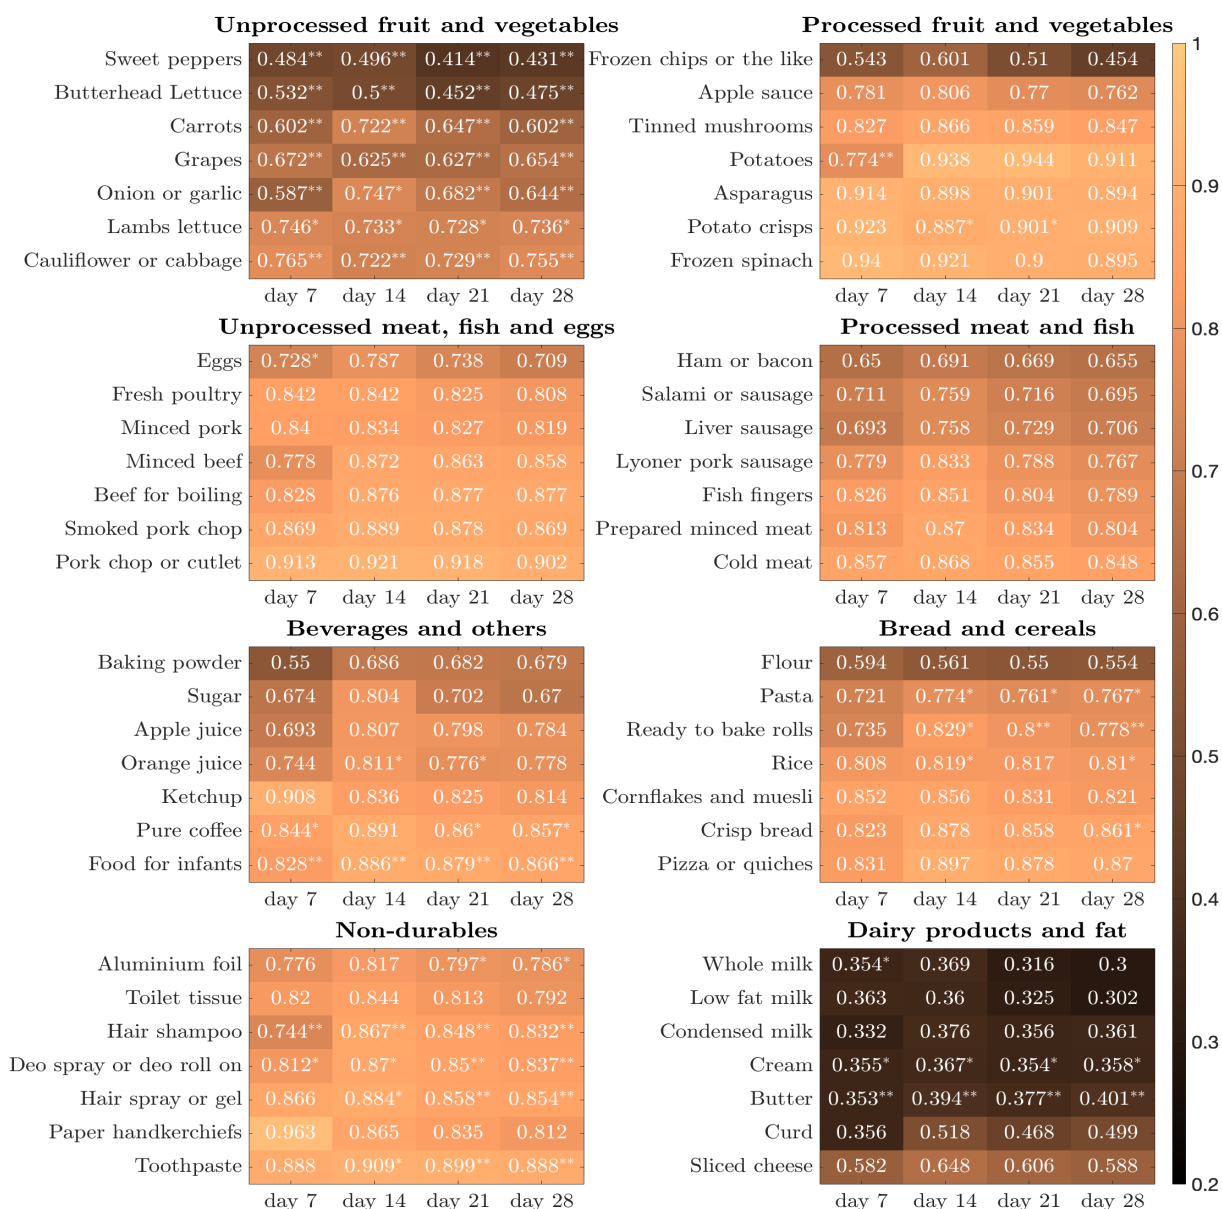 Unprocessed fruit and vegetables
Sweet peppers 0.484** 0.496** 0.414** 0.431**
Butterhead Lettuce 0.532** 0.5** 0.452** 0.475**
Carrots 0.602** 0.722** 0.647** 0.602**
Grapes 0.672** 0.625** 0.627** 0.654**
Onion or garlic 0.587** 0.747* 0.682** 0.644**
Lambs lettuce 0.746* 0.733* 0.728* 0.736*
Cauliflower or cabbage 0.765** 0.722** 0.729** 0.755**
day 7 day 14 day 21 day 28
Processed fruit and vegetables
Frozen chips or the like 0.543 0.601 0.51 0.454
Apple sauce 0.781 0.806 0.77 0.762
Tinned mushrooms 0.827 0.866 0.859 0.847
Potatoes 0.774** 0.938 0.944 0.911
Asparagus 0.914 0.898 0.901 0.894
Potato crisps 0.923 0.887* 0.901* 0.909
Frozen spinach 0.94 0.921 0.9 0.895
day 7 day 14 day 21 day 28
Unprocessed meat, fish and eggs
Eggs 0.728* 0.787 0.738 0.709
Fresh poultry 0.842 0.842 0.825 0.808
Minced pork 0.84 0.834 0.827 0.819
Minced beef 0.778 0.872 0.863 0.858
Beef for boiling 0.828 0.876 0.877 0.877
Smoked pork chop 0.869 0.889 0.878 0.869
Pork chop or cutlet 0.913 0.921 0.918 0.902
day 7 day 14 day 21 day 28
Processed meat and fish
Ham or bacon 0.65 0.691 0.669 0.655
Salami or sausage 0.711 0.759 0.716 0.695
Liver sausage 0.693 0.758 0.729 0.706
Lyoner pork sausage 0.779 0.833 0.788 0.767
Fish fingers 0.826 0.851 0.804 0.789
Prepared minced meat 0.813 0.87 0.834 0.804
Cold meat 0.857 0.868 0.855 0.848
day 7 day 14 day 21 day 28
Beverages and others
Baking powder 0.55 0.686 0.682 0.679
Sugar 0.674 0.804 0.702 0.67
Apple juice 0.693 0.807 0.798 0.784
Orange juice 0.744 0.811* 0.776* 0.778
Ketchup 0.908 0.836 0.825 0.814
Pure coffee 0.844* 0.891 0.86* 0.857*
Food for infants 0.828** 0.886** 0.879** 0.866**
day 7 day 14 day 21 day 28
Bread and cereals
Flour 0.594 0.561 0.55 0.554
Pasta 0.721 0.774* 0.761* 0.767*
Ready to bake rolls 0.735 0.829* 0.8** 0.778**
Rice 0.808 0.819* 0.817 0.81*
Cornflakes and muesli 0.852 0.856 0.831 0.821
Crisp bread 0.823 0.878 0.858 0.861*
Pizza or quiches 0.831 0.897 0.878 0.87
day 7 day 14 day 21 day 28
Non-durables
Aluminium foil 0.776 0.817 0.797* 0.786*
Toilet tissue 0.82 0.844 0.813 0.792
Hair shampoo 0.744** 0.867** 0.848** 0.832**
Deo spray or deo roll on 0.812* 0.87* 0.85** 0.837**
Hair spray or gel 0.866 0.884* 0.858** 0.854**
Paper handkerchiefs 0.963 0.865 0.835 0.812
Toothpaste 0.888 0.909* 0.899** 0.888**
day 7 day 14 day 21 day 28
Dairy products and fat
Whole milk 0.354* 0.369 0.316 0.3
Low fat milk 0.363 0.36 0.325 0.302
Condensed milk 0.332 0.376 0.356 0.361
Cream 0.355* 0.367* 0.354* 0.358*
Butter 0.353** 0.394** 0.377** 0.401**
Curd 0.356 0.518 0.468 0.499
Sliced cheese 0.582 0.648 0.606 0.588
day 7 day 14 day 21 day 28
1
0.9
0.8
0.7
0.6
0.5
0.4
0.3
0.2